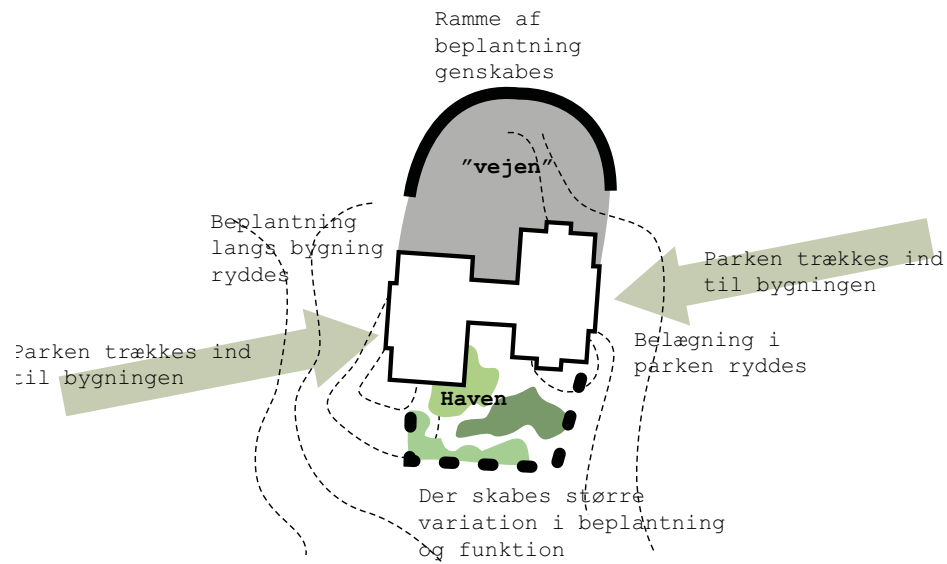 Ramme af
beplantning
genskabes
”vejen”
Beplantning
langs bygning
ryddes
Parken trækkes ind
til bygningen
Parken trækkes ind
til bygningen
Belægning i
parken ryddes
Haven
Der skabes større
variation i beplantning
og funktion